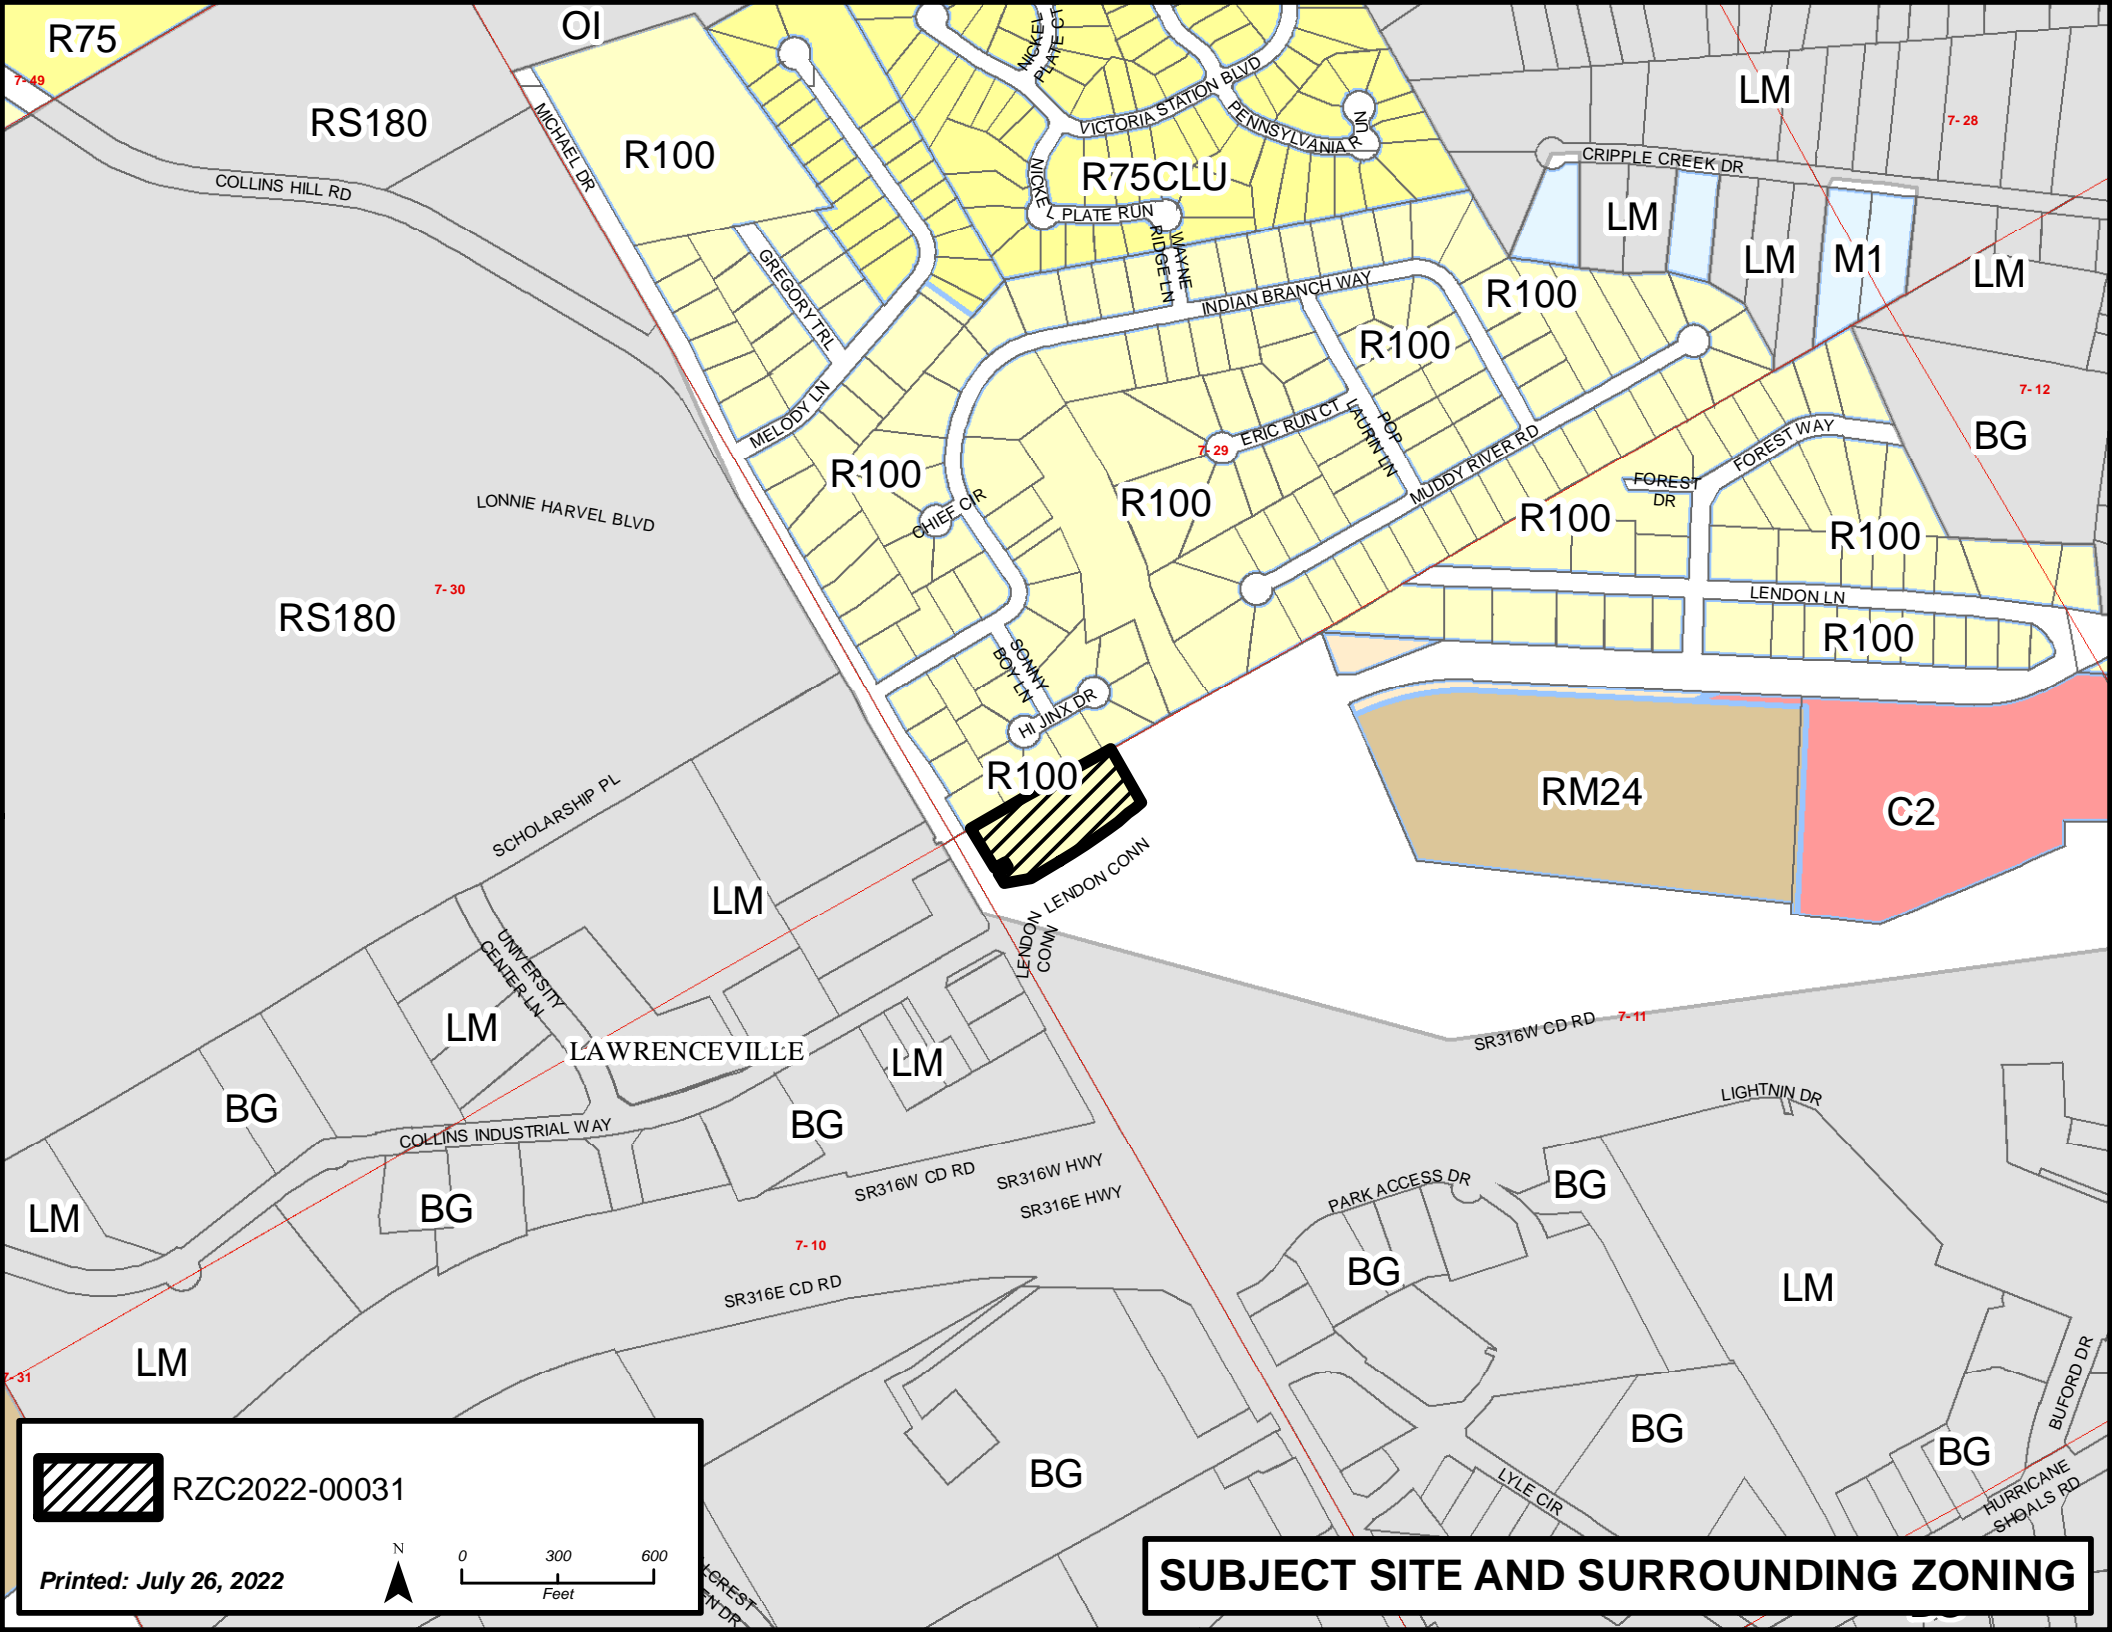 R75
OI
7- 49
RS180
R100
MICHAEL DR
COLLINS HILL RD
NICKEL
PLATE CT
VICTORIA STATION BLVD
PENNSYLVANIA R
UN
R75CLU
NICKE
L PLATE RUN
WAYNE
RIDGE LN
LM
7- 28
CRIPPLE CREEK DR
LM
LM
M1
LM
GREGORY TRL
INDIAN BRANCH WAY
R100
R100
MELODY LN
7- 12
BG
ERIC RUN CT
POP
LAURIN LN
7- 29
MUDDY RIVER RD
FOREST WAY
FOREST
DR
R100
R100
R100
R100
CHIEF CIR
LONNIE HARVEL BLVD
7- 30
RS180
LENDON LN
R100
SONNY
BOY LN
HI JINX DR
R100
RM24
C2
SCHOLARSHIP PL
LENDON CONN
LENDON
CONN
LM
UNIVERSITY
CENTER LN
LM
LAWRENCEVILLE
LM
7- 11
SR316W CD RD
LIGHTNIN DR
BG
COLLINS INDUSTRIAL WAY
BG
SR316W CD RD
SR316W HWY
SR316E HWY
PARK ACCESS DR
BG
LM
BG
7- 10
BG
LM
SR316E CD RD
LM
7- 31
BUFORD DR
BG
BG
BG
LYLE CIR
HURRICANE
SHOALS RD
RZC2022-00031
N
0 300 600
Feet
Printed: July 26, 2022
LCREST
EN DR
SUBJECT SITE AND SURROUNDING ZONING